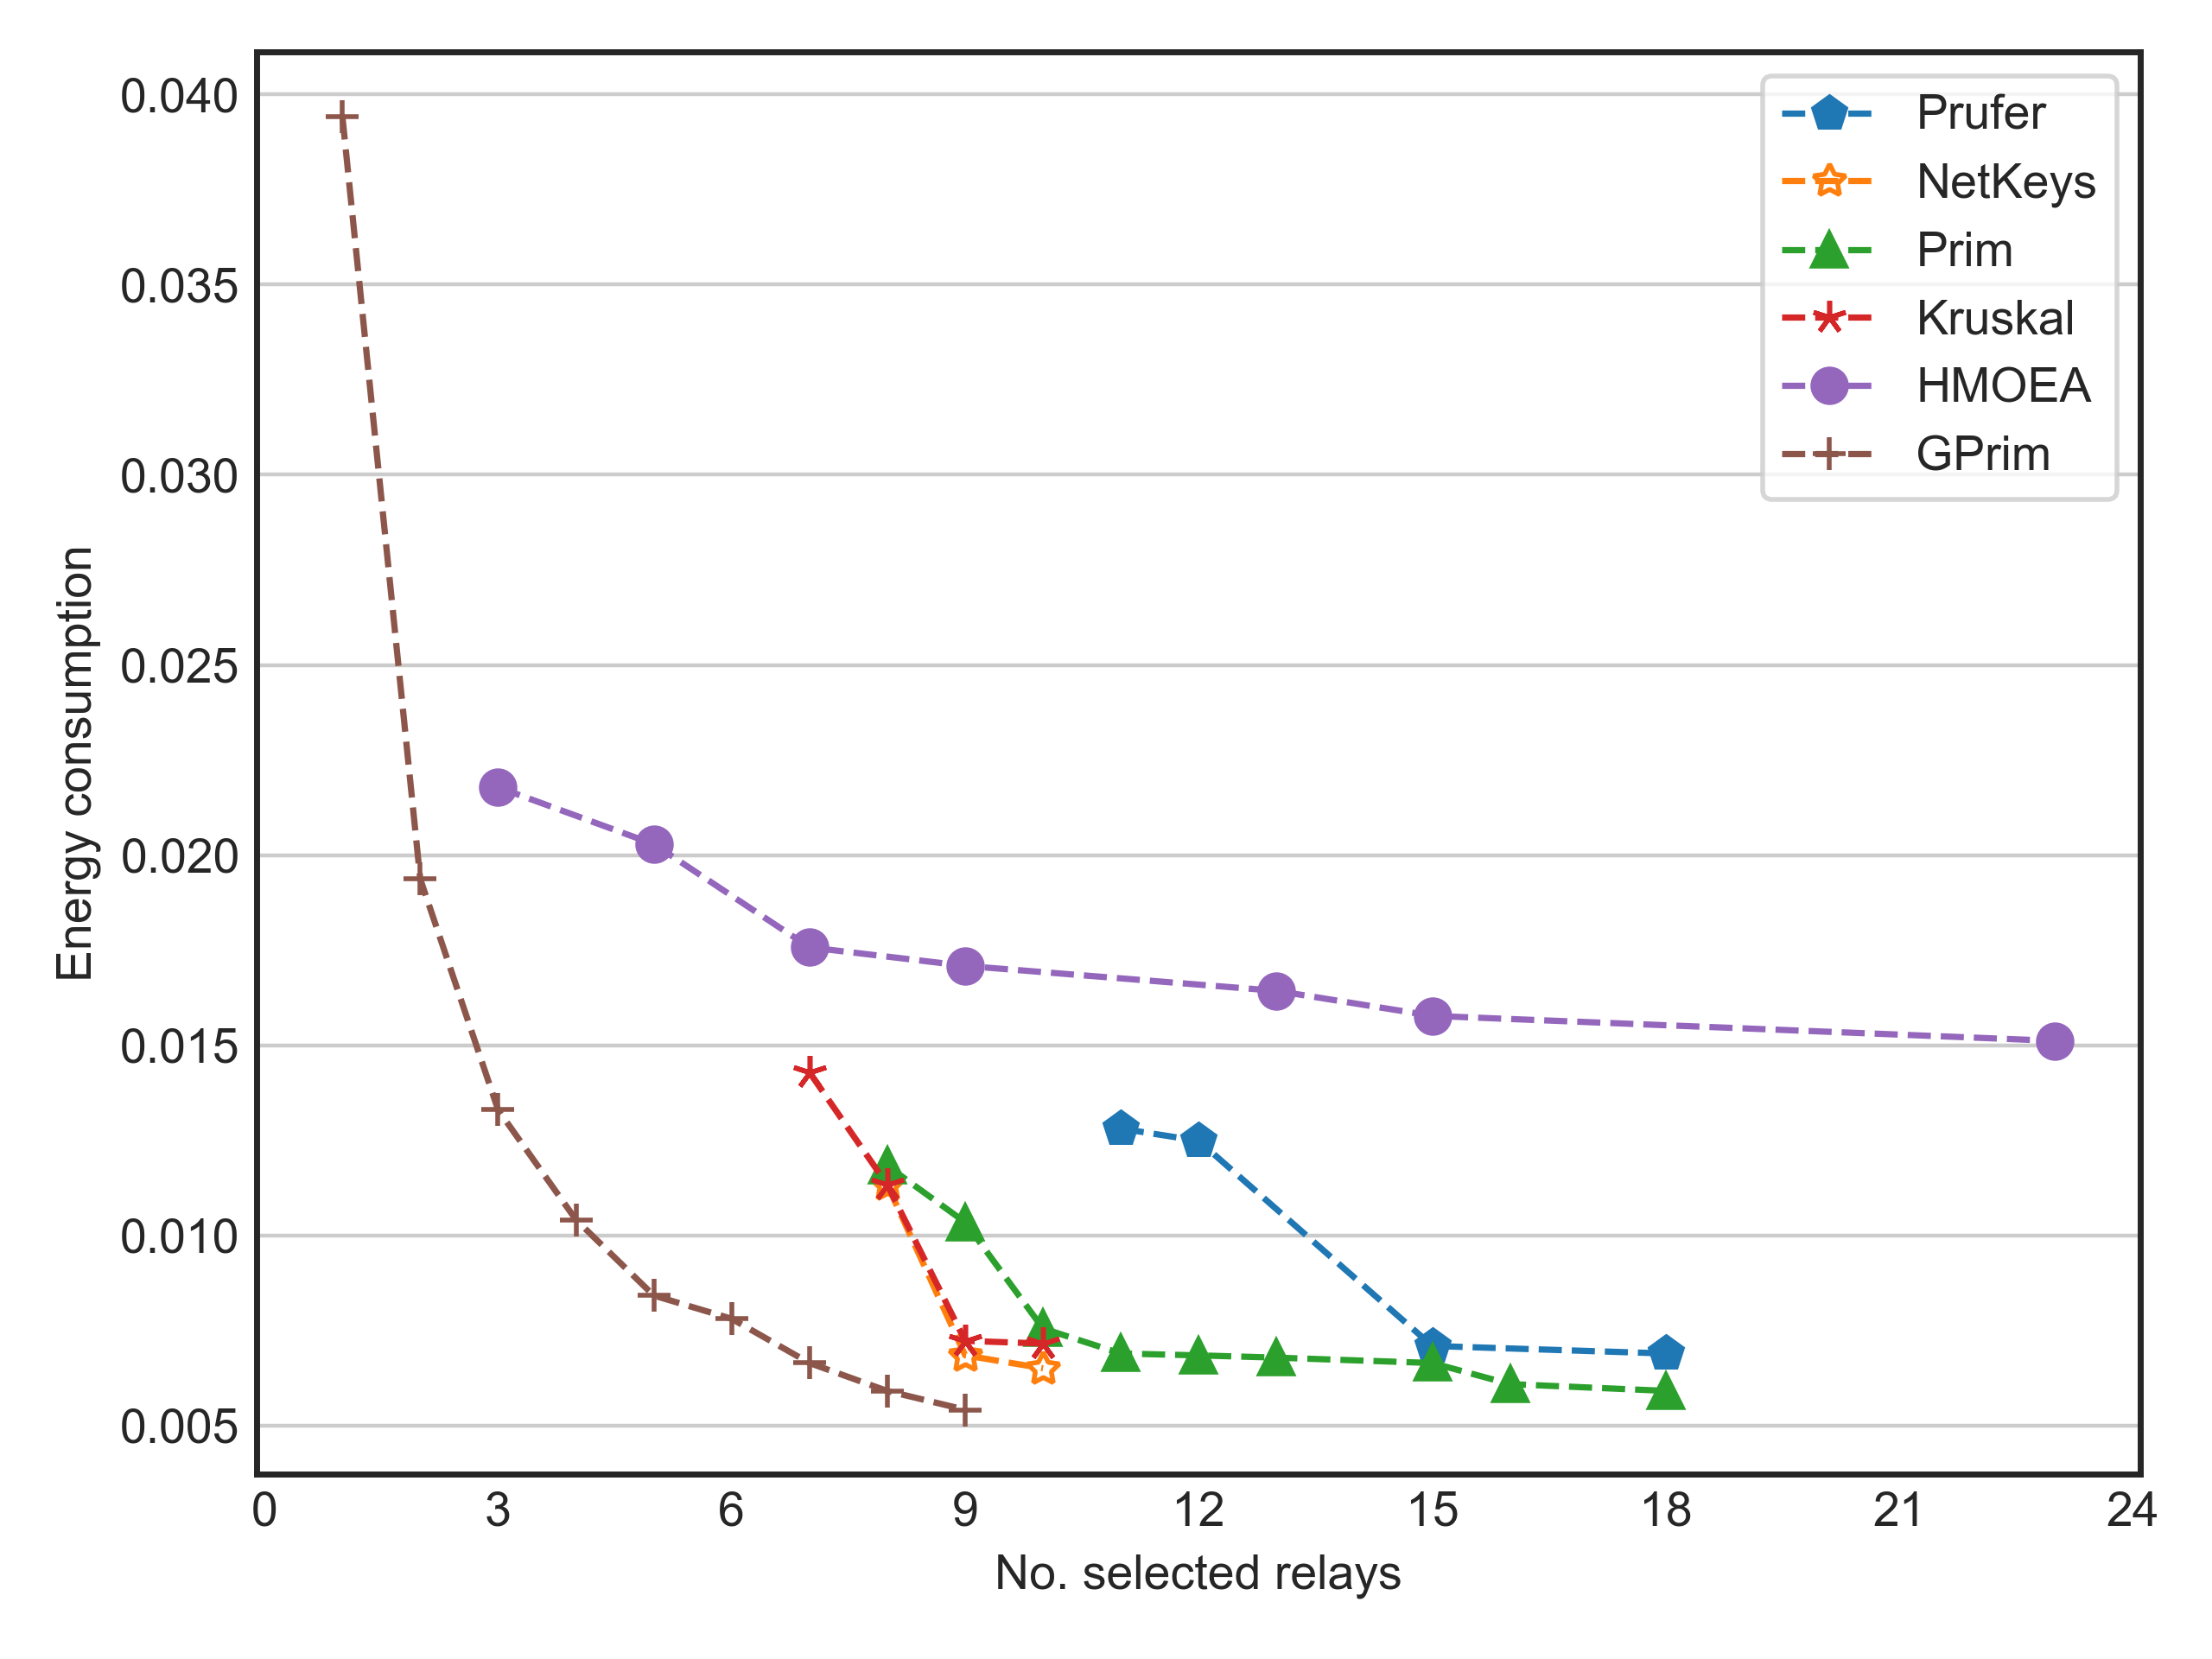 0.040
0.035
0.030
0.025
0.020
0.015
0.010
0.005
Energy consumption
0 3 6 9 12 15 18 21 24
No. selected relays
Prufer
NetKeys
Prim
Kruskal
HMOEA
GPrim